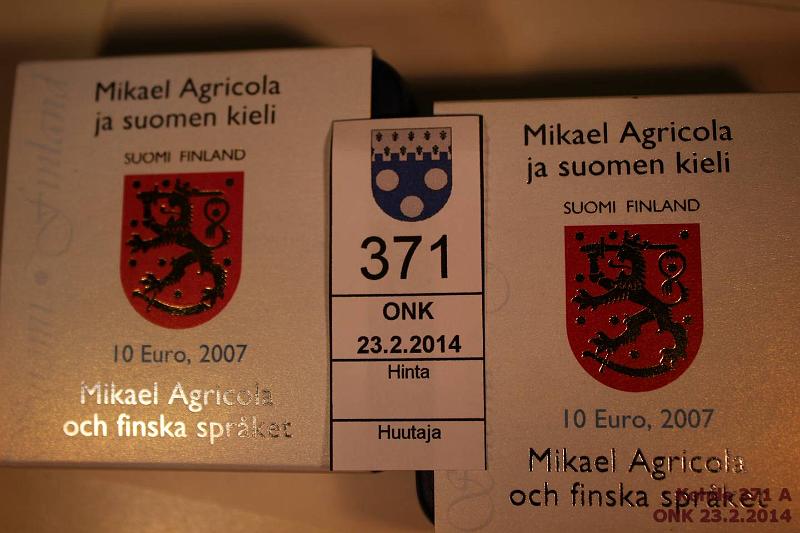 Suomi • Finland
Mikael Agricola
ja suomen kieli
SUOMI FINLAND
10 Euro, 2007
Mikael Agricola
och finska språket
371
ONK
23.2.2014
Hinta
Huutaja
Mikael Agricola
ja suomen kieli
SUOMI FINLAND
10 Euro, 2007
Mikael Agricola
och finska språket
Kohde 371 A
ONK 23.2.2014